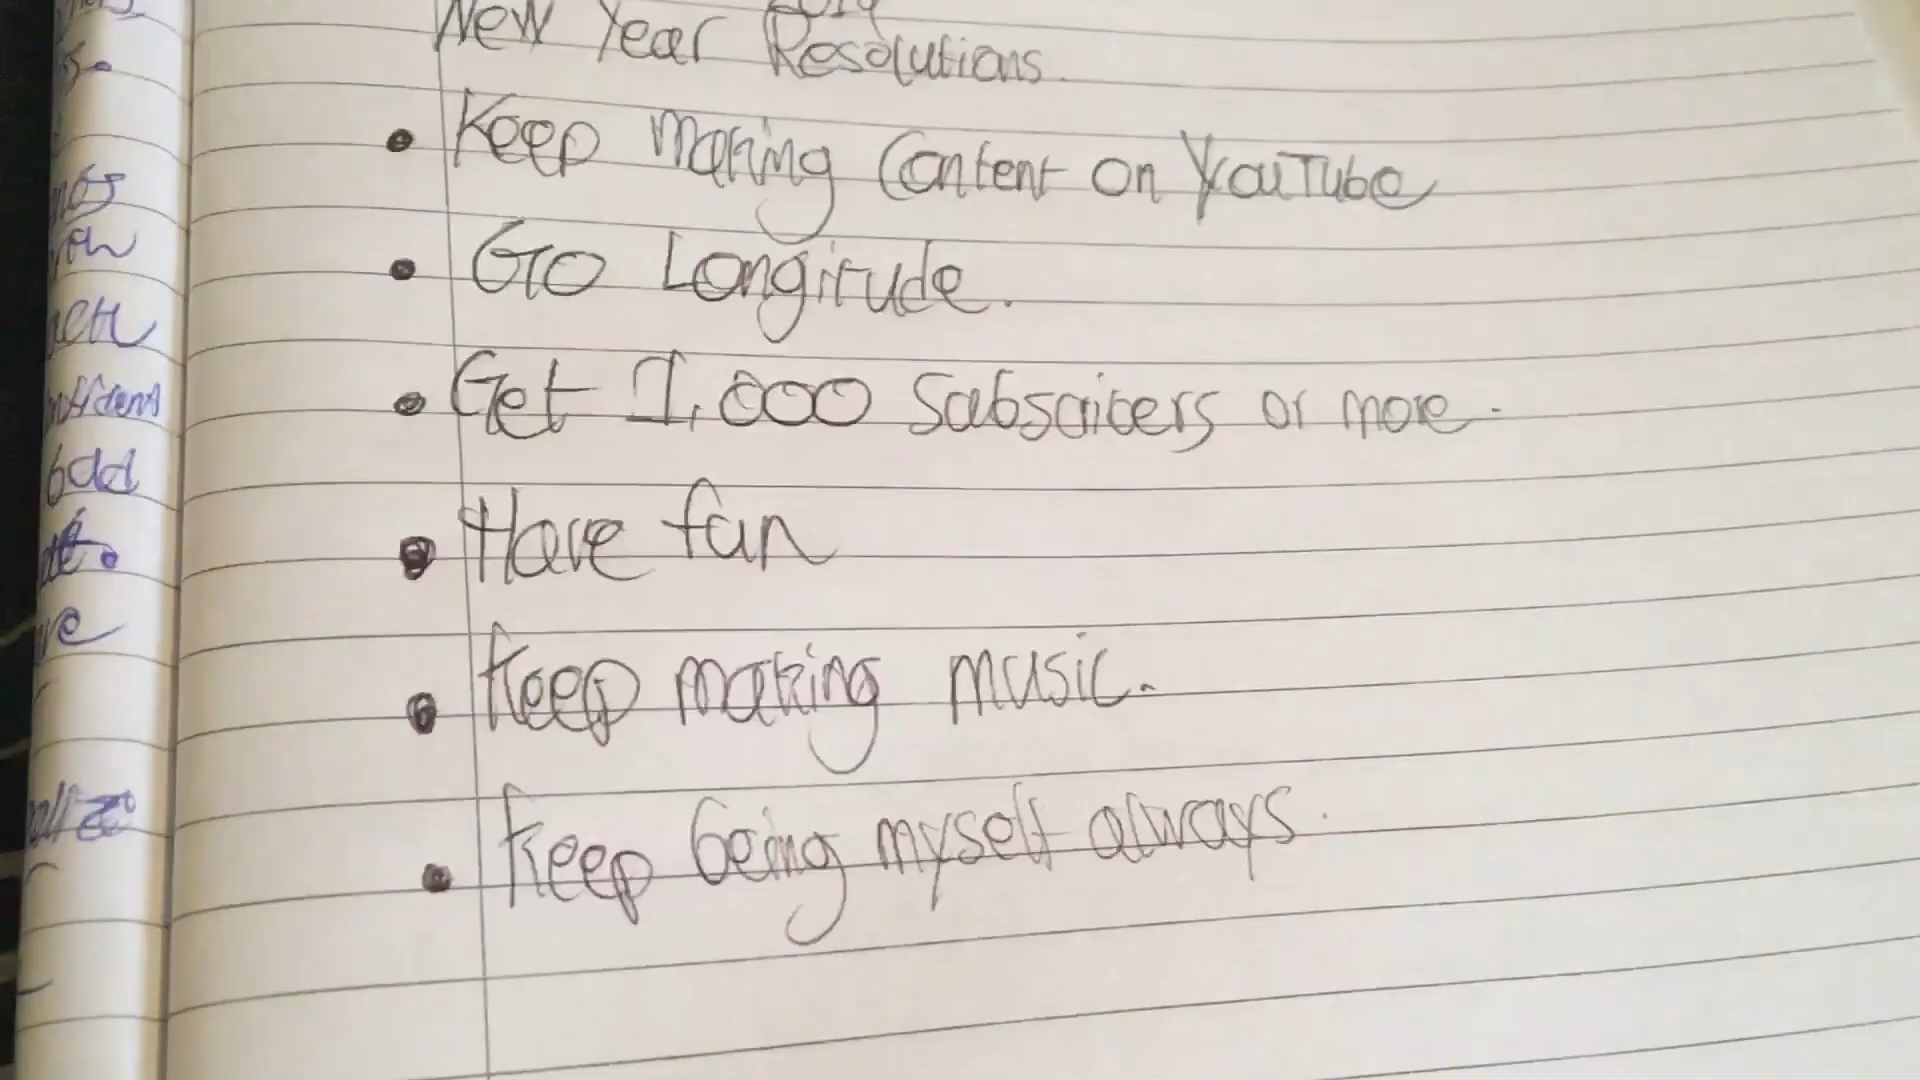 2019
New Year Resolutions.
• Keep making Content on YouTube
• Go Longitude.
• Get 1,000 Subscribers or more.
• Have fun
• Keep making music.
• Keep being myself always.